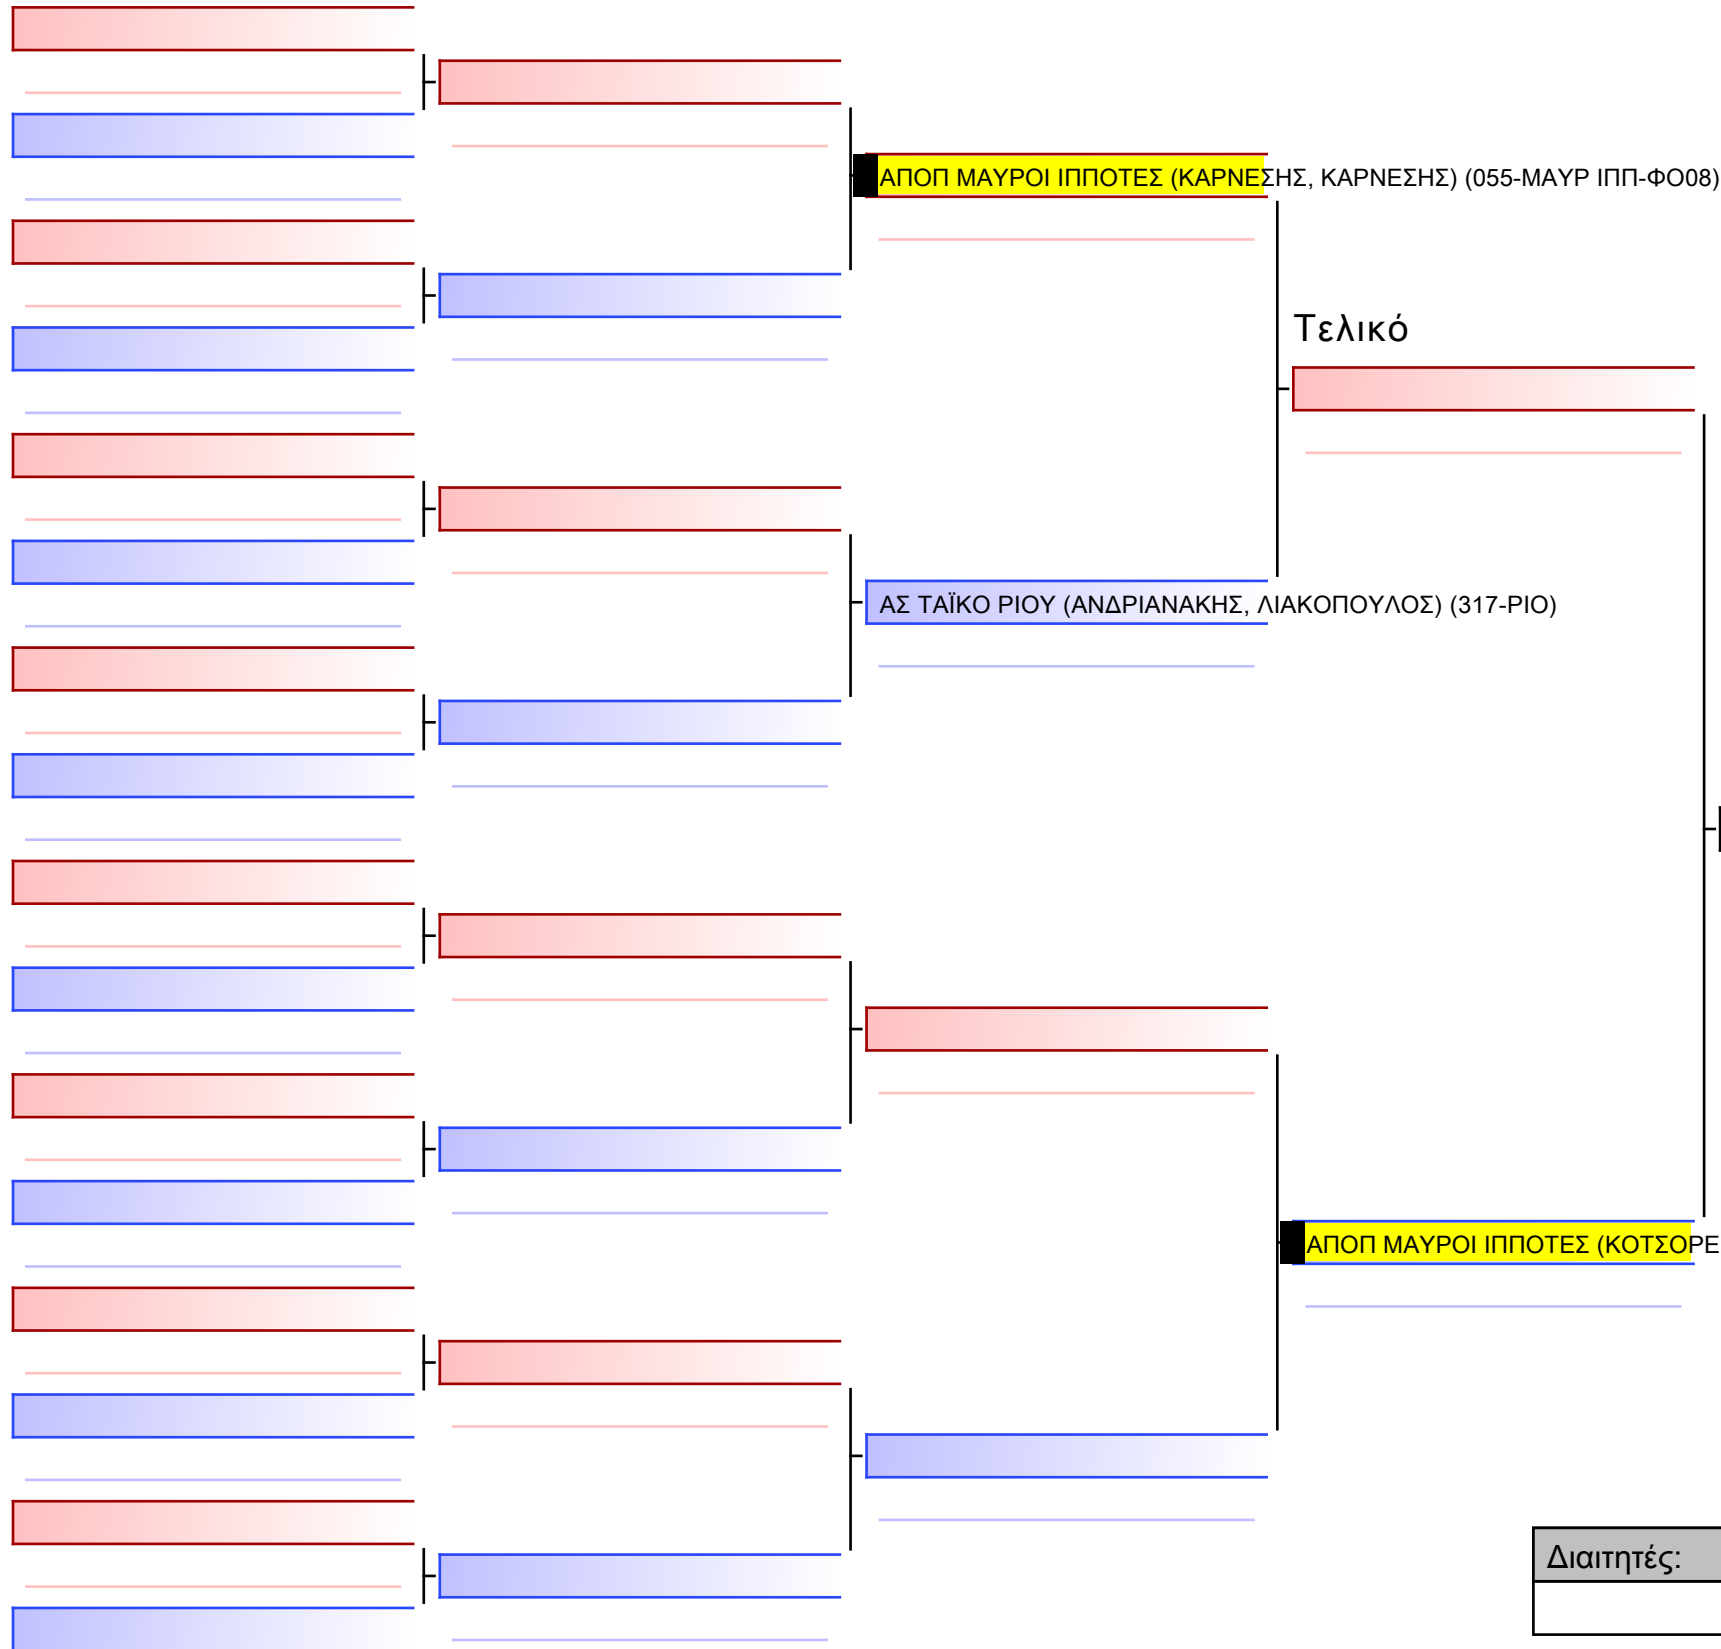 ΑΠΟΠ ΜΑΥΡΟΙ ΙΠΠΟΤΕΣ (ΚΑΡΝΕΣΗΣ, ΚΑΡΝΕΣΗΣ) (055-ΜΑΥΡ ΙΠΠ-ΦΟ08)
Τελικό
ΑΣ ΤΑΪΚΟ ΡΙΟΥ (ΑΝΔΡΙΑΝΑΚΗΣ, ΛΙΑΚΟΠΟΥΛΟΣ) (317-ΡΙΟ)
ΑΠΟΠ ΜΑΥΡΟΙ ΙΠΠΟΤΕΣ (ΚΟΤΣΟΡΕ
Διαιτητές: